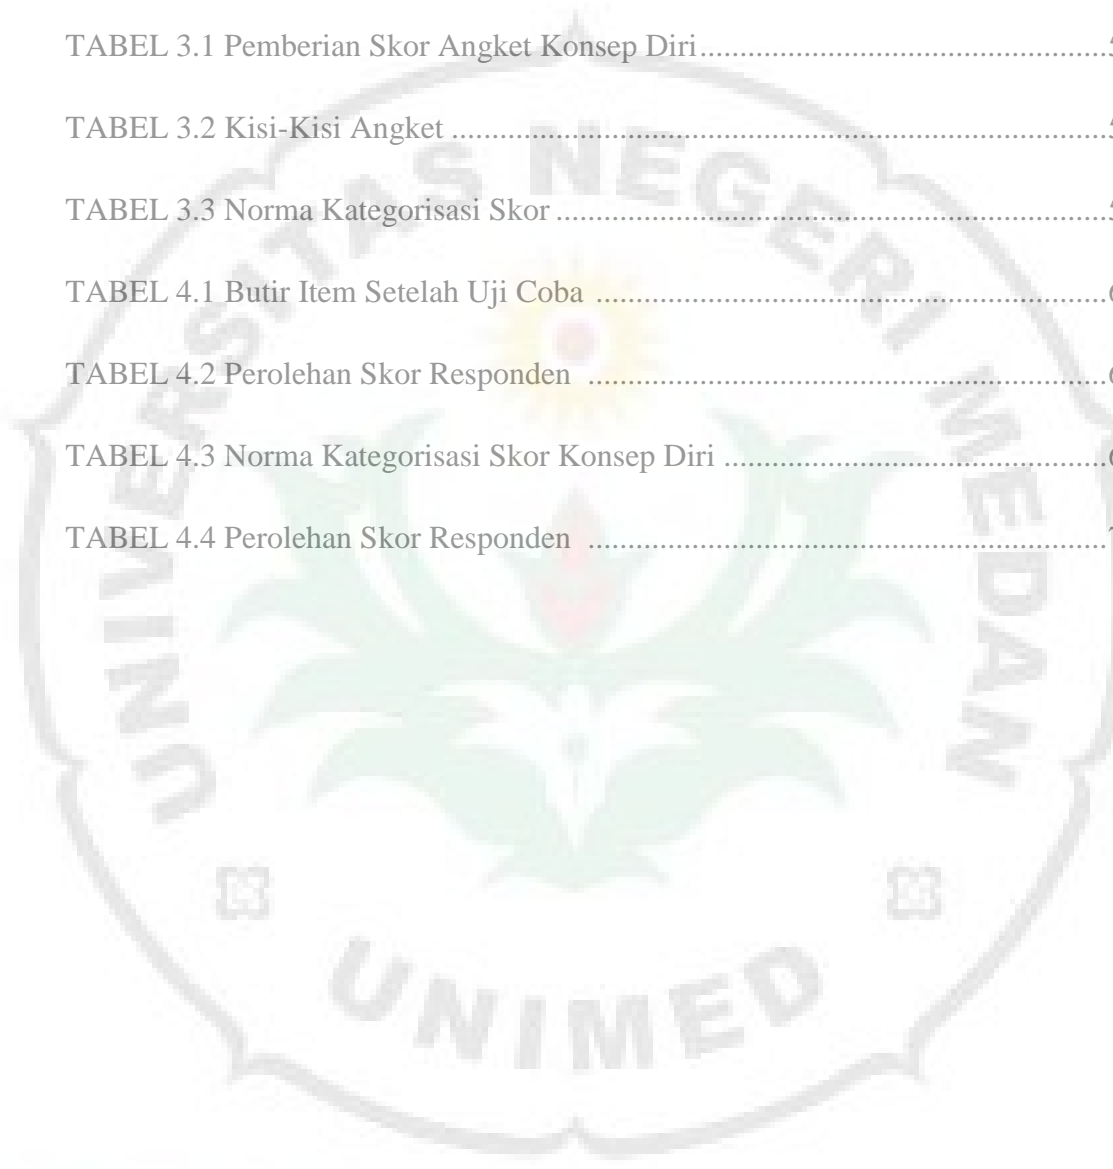 TABEL 3.1 Pemberian Skor Angket Konsep Diri
TABEL 3.2 Kisi-Kisi Angket
TABEL 3.3 Norma Kategorisasi Skor
TABEL 4.1 Butir Item Setelah Uji Coba
TABEL 4.2 Perolehan Skor Responden
TABEL 4.3 Norma Kategorisasi Skor Konsep Diri
TABEL 4.4 Perolehan Skor Responden
UNIVERSITAS NEGERI MEDAN
UNIMED